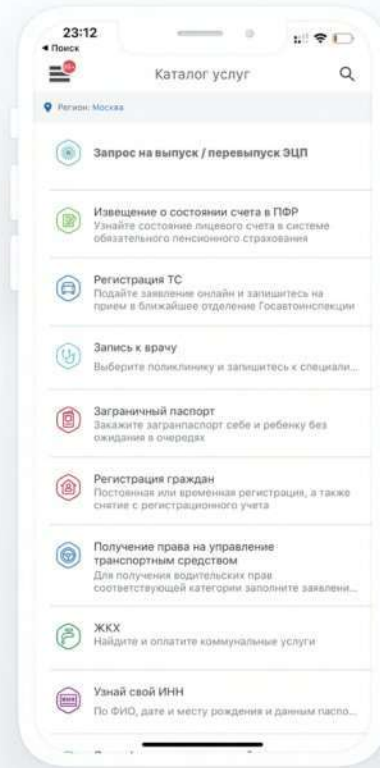 23:12
Поиск
Каталог услуг
Регион: Москва
Запрос на выпуск / перевыпуск ЭЦП
Извещение о состоянии счета в ПФР
Узнайте состояние лицевого счета в системе
обязательного пенсионного страхования
Регистрация ТС
Подайте заявление онлайн и запишитесь на
прием в ближайшее отделение Госавтоинспекции
Запись к врачу
Выберите поликлинику и запишитесь к специали...
Заграничный паспорт
Закажите загранпаспорт себе и ребенку без
ожидания в очередях
Регистрация граждан
Постоянная или временная регистрация, а также
снятие с регистрационного учета
Получение права на управление
транспортным средством
Для получения водительских прав
соответствующей категории заполните заявлени...
ЖКХ
Найдите и оплатите коммунальные услуги
Узнай свой ИНН
По ФИО, дате и месту рождения и данным паспо...